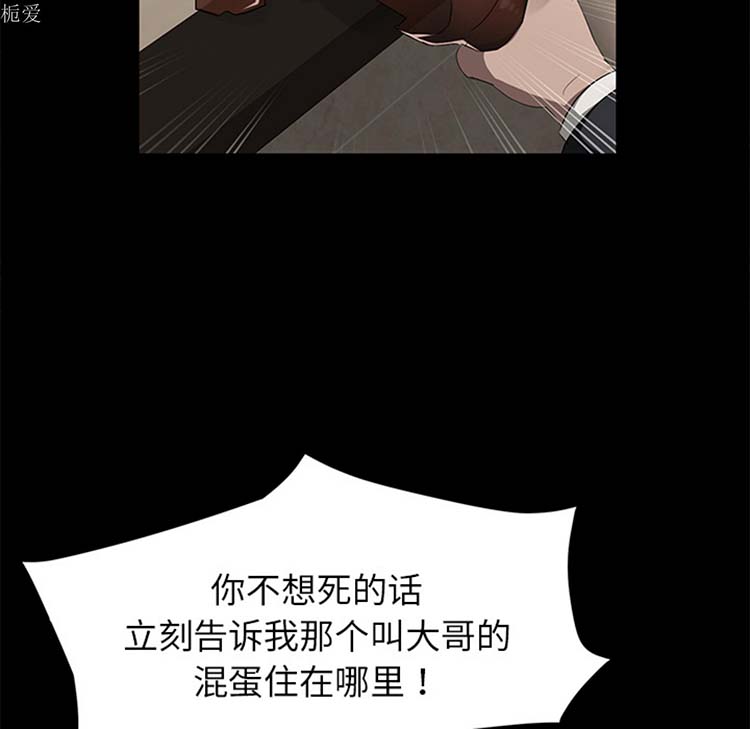 栀爱
你不想死的话
立刻告诉我那个叫大哥的
混蛋住在哪里！